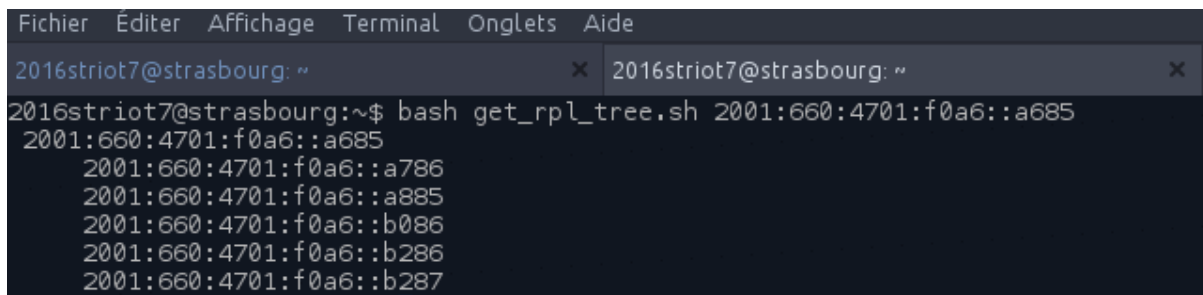 Fichier Éditer Affichage Terminal Onglets Aide
2016striot7@strasbourg: ~ × 2016striot7@strasbourg: ~ ×
2016striot7@strasbourg:~$ bash get_rpl_tree.sh 2001:660:4701:f0a6::a685
2001:660:4701:f0a6::a685
2001:660:4701:f0a6::a786
2001:660:4701:f0a6::a885
2001:660:4701:f0a6::b086
2001:660:4701:f0a6::b286
2001:660:4701:f0a6::b287